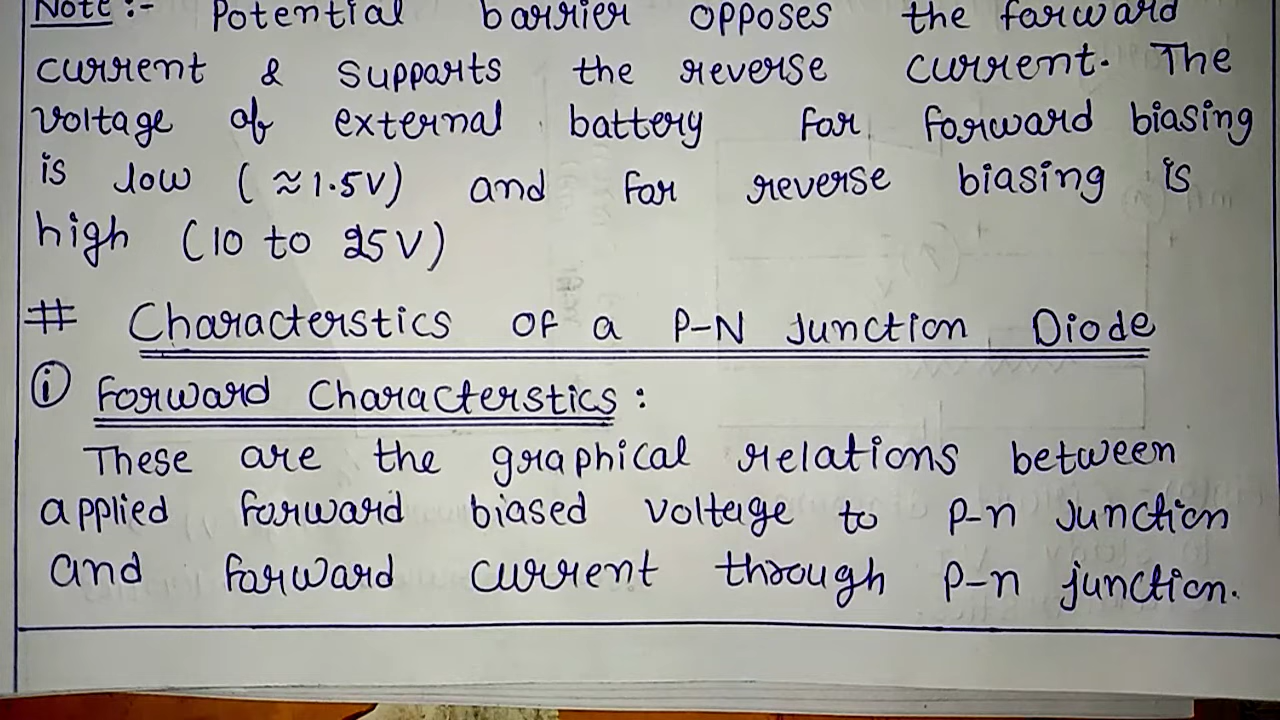 Note :- Potential barrier opposes the forward
current & supports the reverse current. The
voltage of external battery for forward biasing
is low ( ≈1.5V) and for reverse biasing is
high (10 to 25V)
# Characterstics of a P-N Junction Diode
(i) Forward Characterstics :
These are the graphical relations between
applied forward biased voltege to p-n Junction
and forward current through p-n junction.